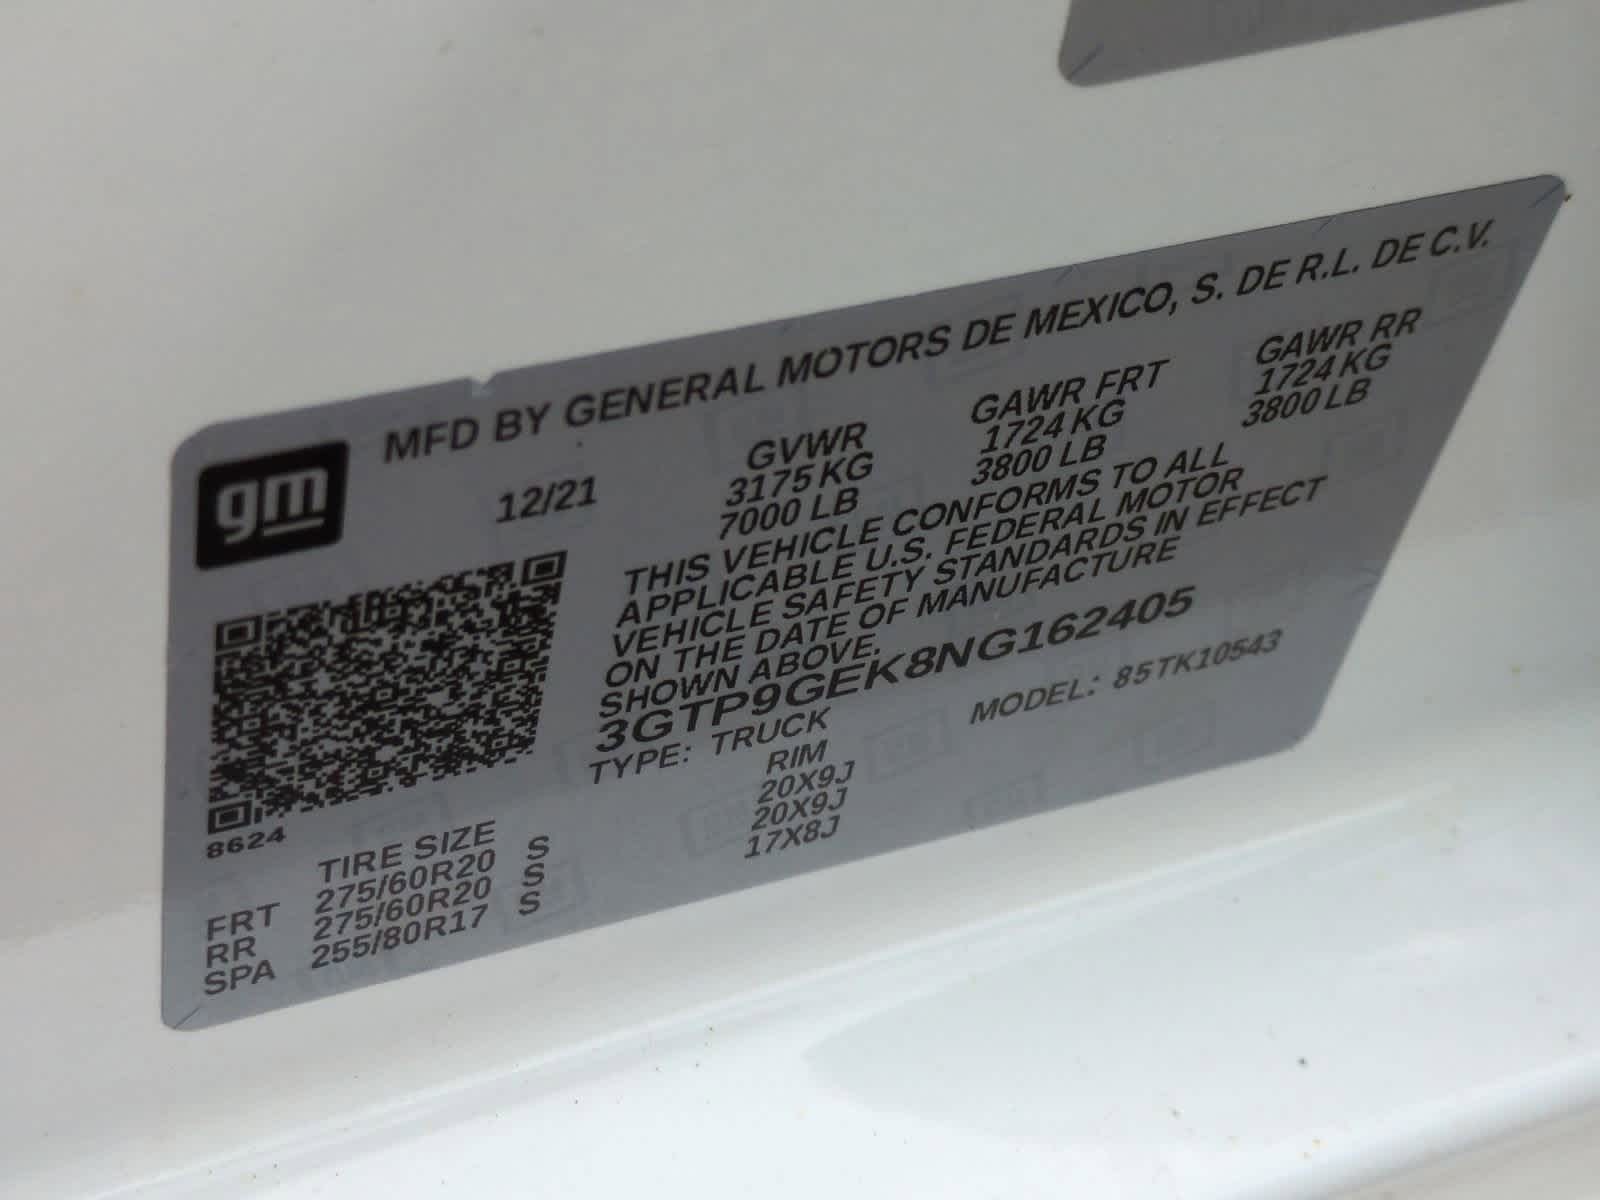 gm
MFD BY GENERAL MOTORS DE MEXICO, S. DE R.L. DE C.V.
12/21
GVWR GAWR FRT GAWR RR
3175 KG 1724 KG 1724 KG
7000 LB 3800 LB 3800 LB
THIS VEHICLE CONFORMS TO ALL
APPLICABLE U.S. FEDERAL MOTOR
VEHICLE SAFETY STANDARDS IN EFFECT
ON THE DATE OF MANUFACTURE
SHOWN ABOVE.
3GTP9GEK8NG162405
TYPE: TRUCK MODEL: 85TK10543
8624
TIRE SIZE RIM
FRT 275/60R20 S 20X9J
RR 275/60R20 S 20X9J
SPA 255/80R17 S 17X8J